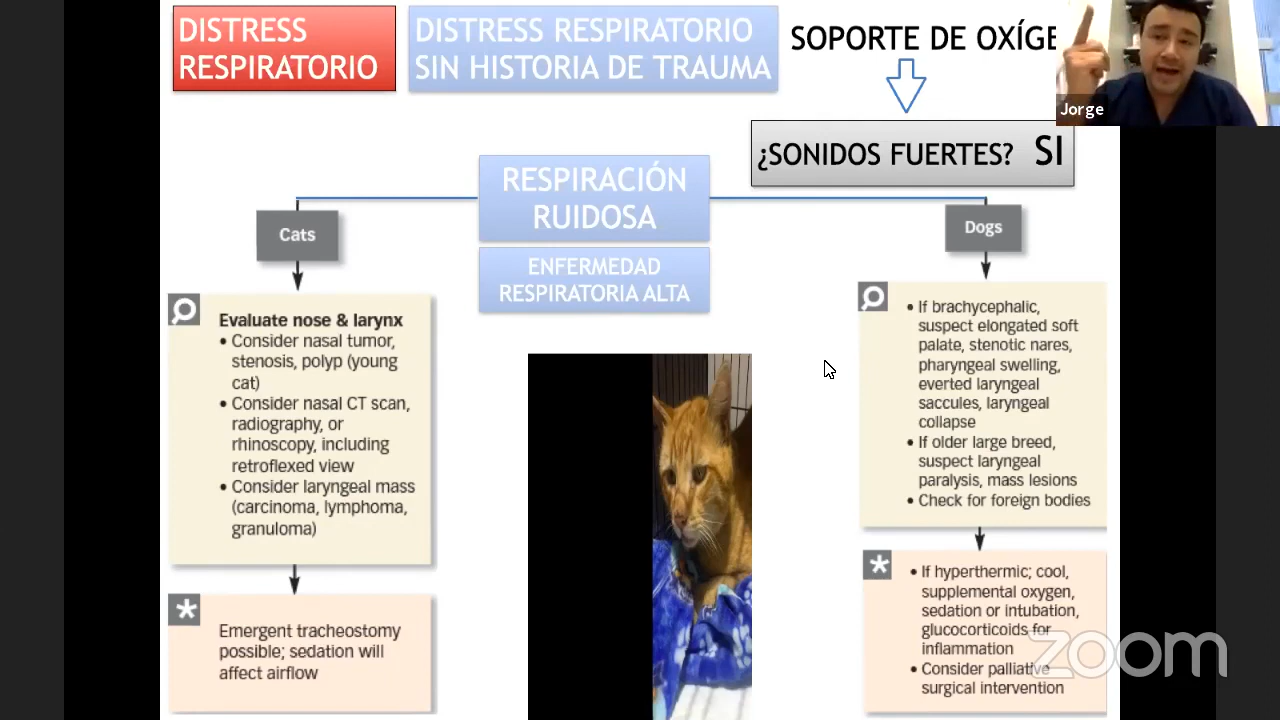 DISTRESS
RESPIRATORIO
DISTRESS RESPIRATORIO
SIN HISTORIA DE TRAUMA
SOPORTE DE OXÍGE
Jorge
¿SONIDOS FUERTES? SI
RESPIRACIÓN
RUIDOSA
ENFERMEDAD
RESPIRATORIA ALTA
Cats
Evaluate nose & larynx
• Consider nasal tumor,
stenosis, polyp (young
cat)
• Consider nasal CT scan,
radiography, or
rhinoscopy, including
retroflexed view
• Consider laryngeal mass
(carcinoma, lymphoma,
granuloma)
Emergent tracheostomy
possible; sedation will
affect airflow
Dogs
• If brachycephalic,
suspect elongated soft
palate, stenotic nares,
pharyngeal swelling,
everted laryngeal
saccules, laryngeal
collapse
• If older large breed,
suspect laryngeal
paralysis, mass lesions
• Check for foreign bodies
• If hyperthermic; cool,
supplemental oxygen,
sedation or intubation,
glucocorticoids for
inflammation
• Consider palliative
surgical intervention
zoom